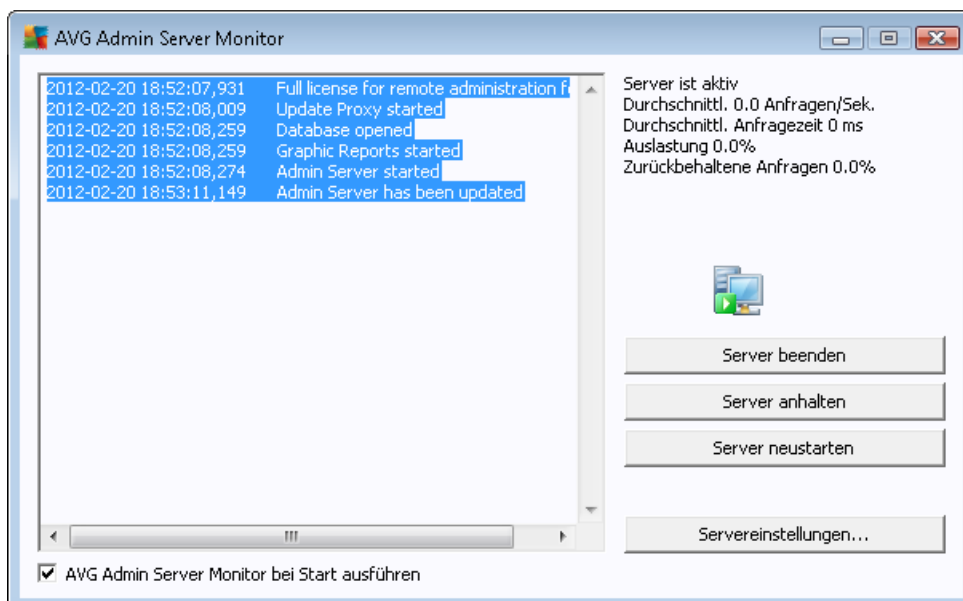 AVG Admin Server Monitor
2012-02-20 18:52:07,931 Full license for remote administration
2012-02-20 18:52:08,009 Update Proxy started
2012-02-20 18:52:08,259 Database opened
2012-02-20 18:52:08,259 Graphic Reports started
2012-02-20 18:52:08,274 Admin Server started
2012-02-20 18:53:11,149 Admin Server has been updated
Server ist aktiv
Durchschnittl. 0.0 Anfragen/Sek.
Durchschnittl. Anfragezeit 0 ms
Auslastung 0.0%
Zurückbehaltene Anfragen 0.0%
Server beenden
Server anhalten
Server neustarten
Servereinstellungen...
AVG Admin Server Monitor bei Start ausführen